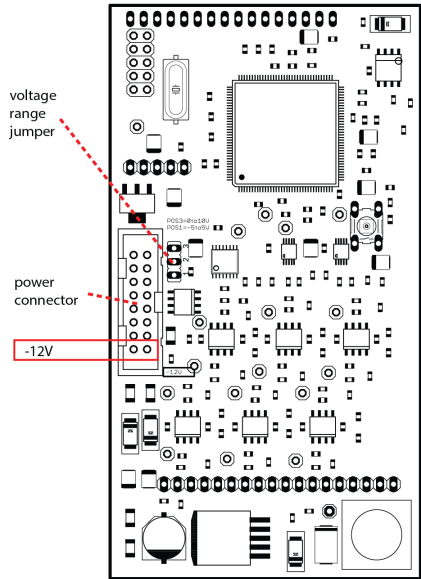 voltage
range
jumper
POS3=0to10V
POS1=-5to5V
3
2
1
power
connector
-12V
-12V